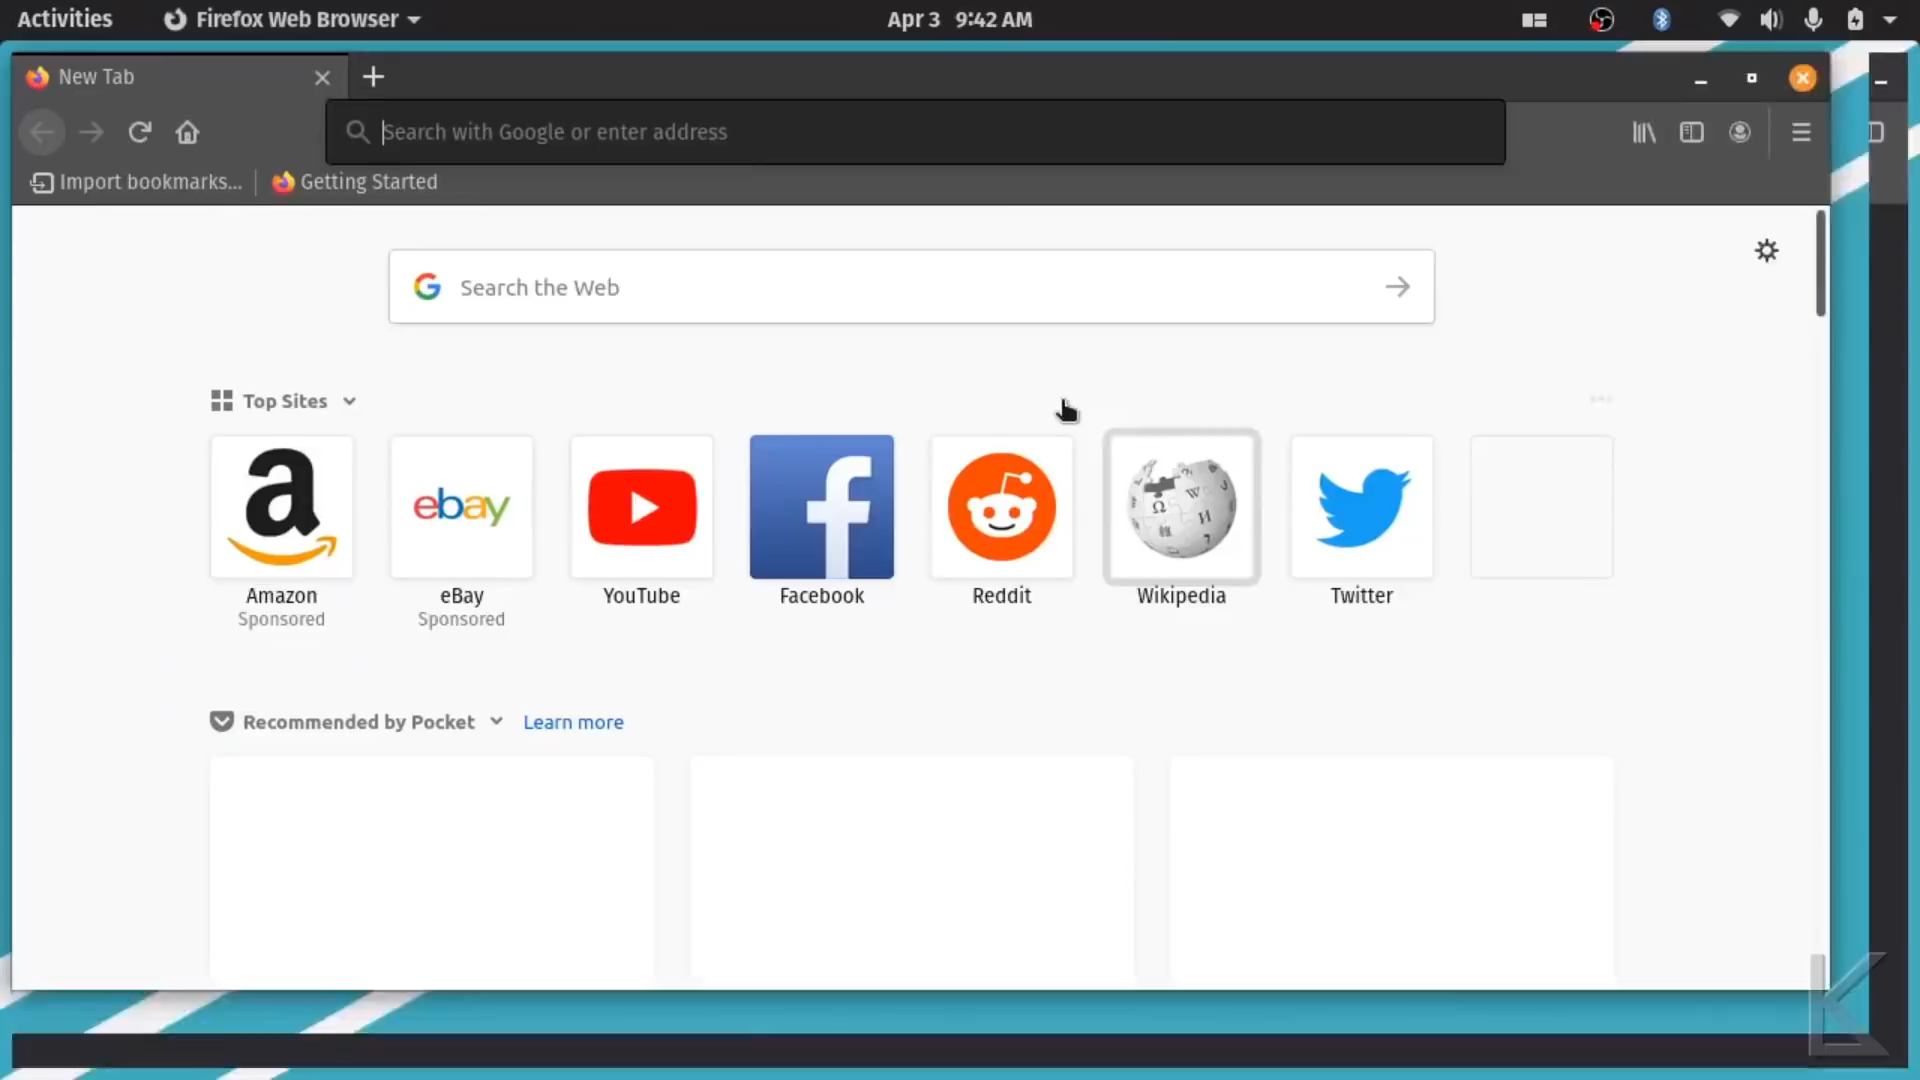 Activities
Firefox Web Browser
Apr 3 9:42 AM
New Tab
Search with Google or enter address
Import bookmarks...
Getting Started
Search the Web
Top Sites
ebay
Amazon
Sponsored
eBay
Sponsored
YouTube
Facebook
Reddit
Wikipedia
Twitter
Recommended by Pocket
Learn more